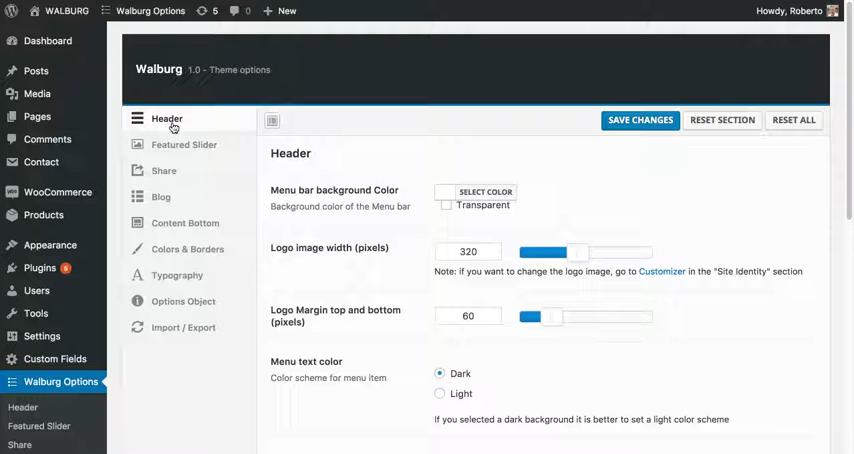 WALBURG Walburg Options 5 0 New Howdy, Roberto
Dashboard
Posts
Media
Pages
Comments
Contact
WooCommerce
Products
Appearance
Plugins 5
Users
Tools
Settings
Custom Fields
Walburg Options
Header
Featured Slider
Share
Walburg 1.0 - Theme options
Header
Featured Slider
Share
Blog
Content Bottom
Colors & Borders
Typography
Options Object
Import / Export
SAVE CHANGES RESET SECTION RESET ALL
Header
Menu bar background Color
Background color of the Menu bar
SELECT COLOR
Transparent
Logo image width (pixels)
320
Note: if you want to change the logo image, go to Customizer in the "Site Identity" section
Logo Margin top and bottom
(pixels)
60
Menu text color
Color scheme for menu item
Dark
Light
If you selected a dark background it is better to set a light color scheme